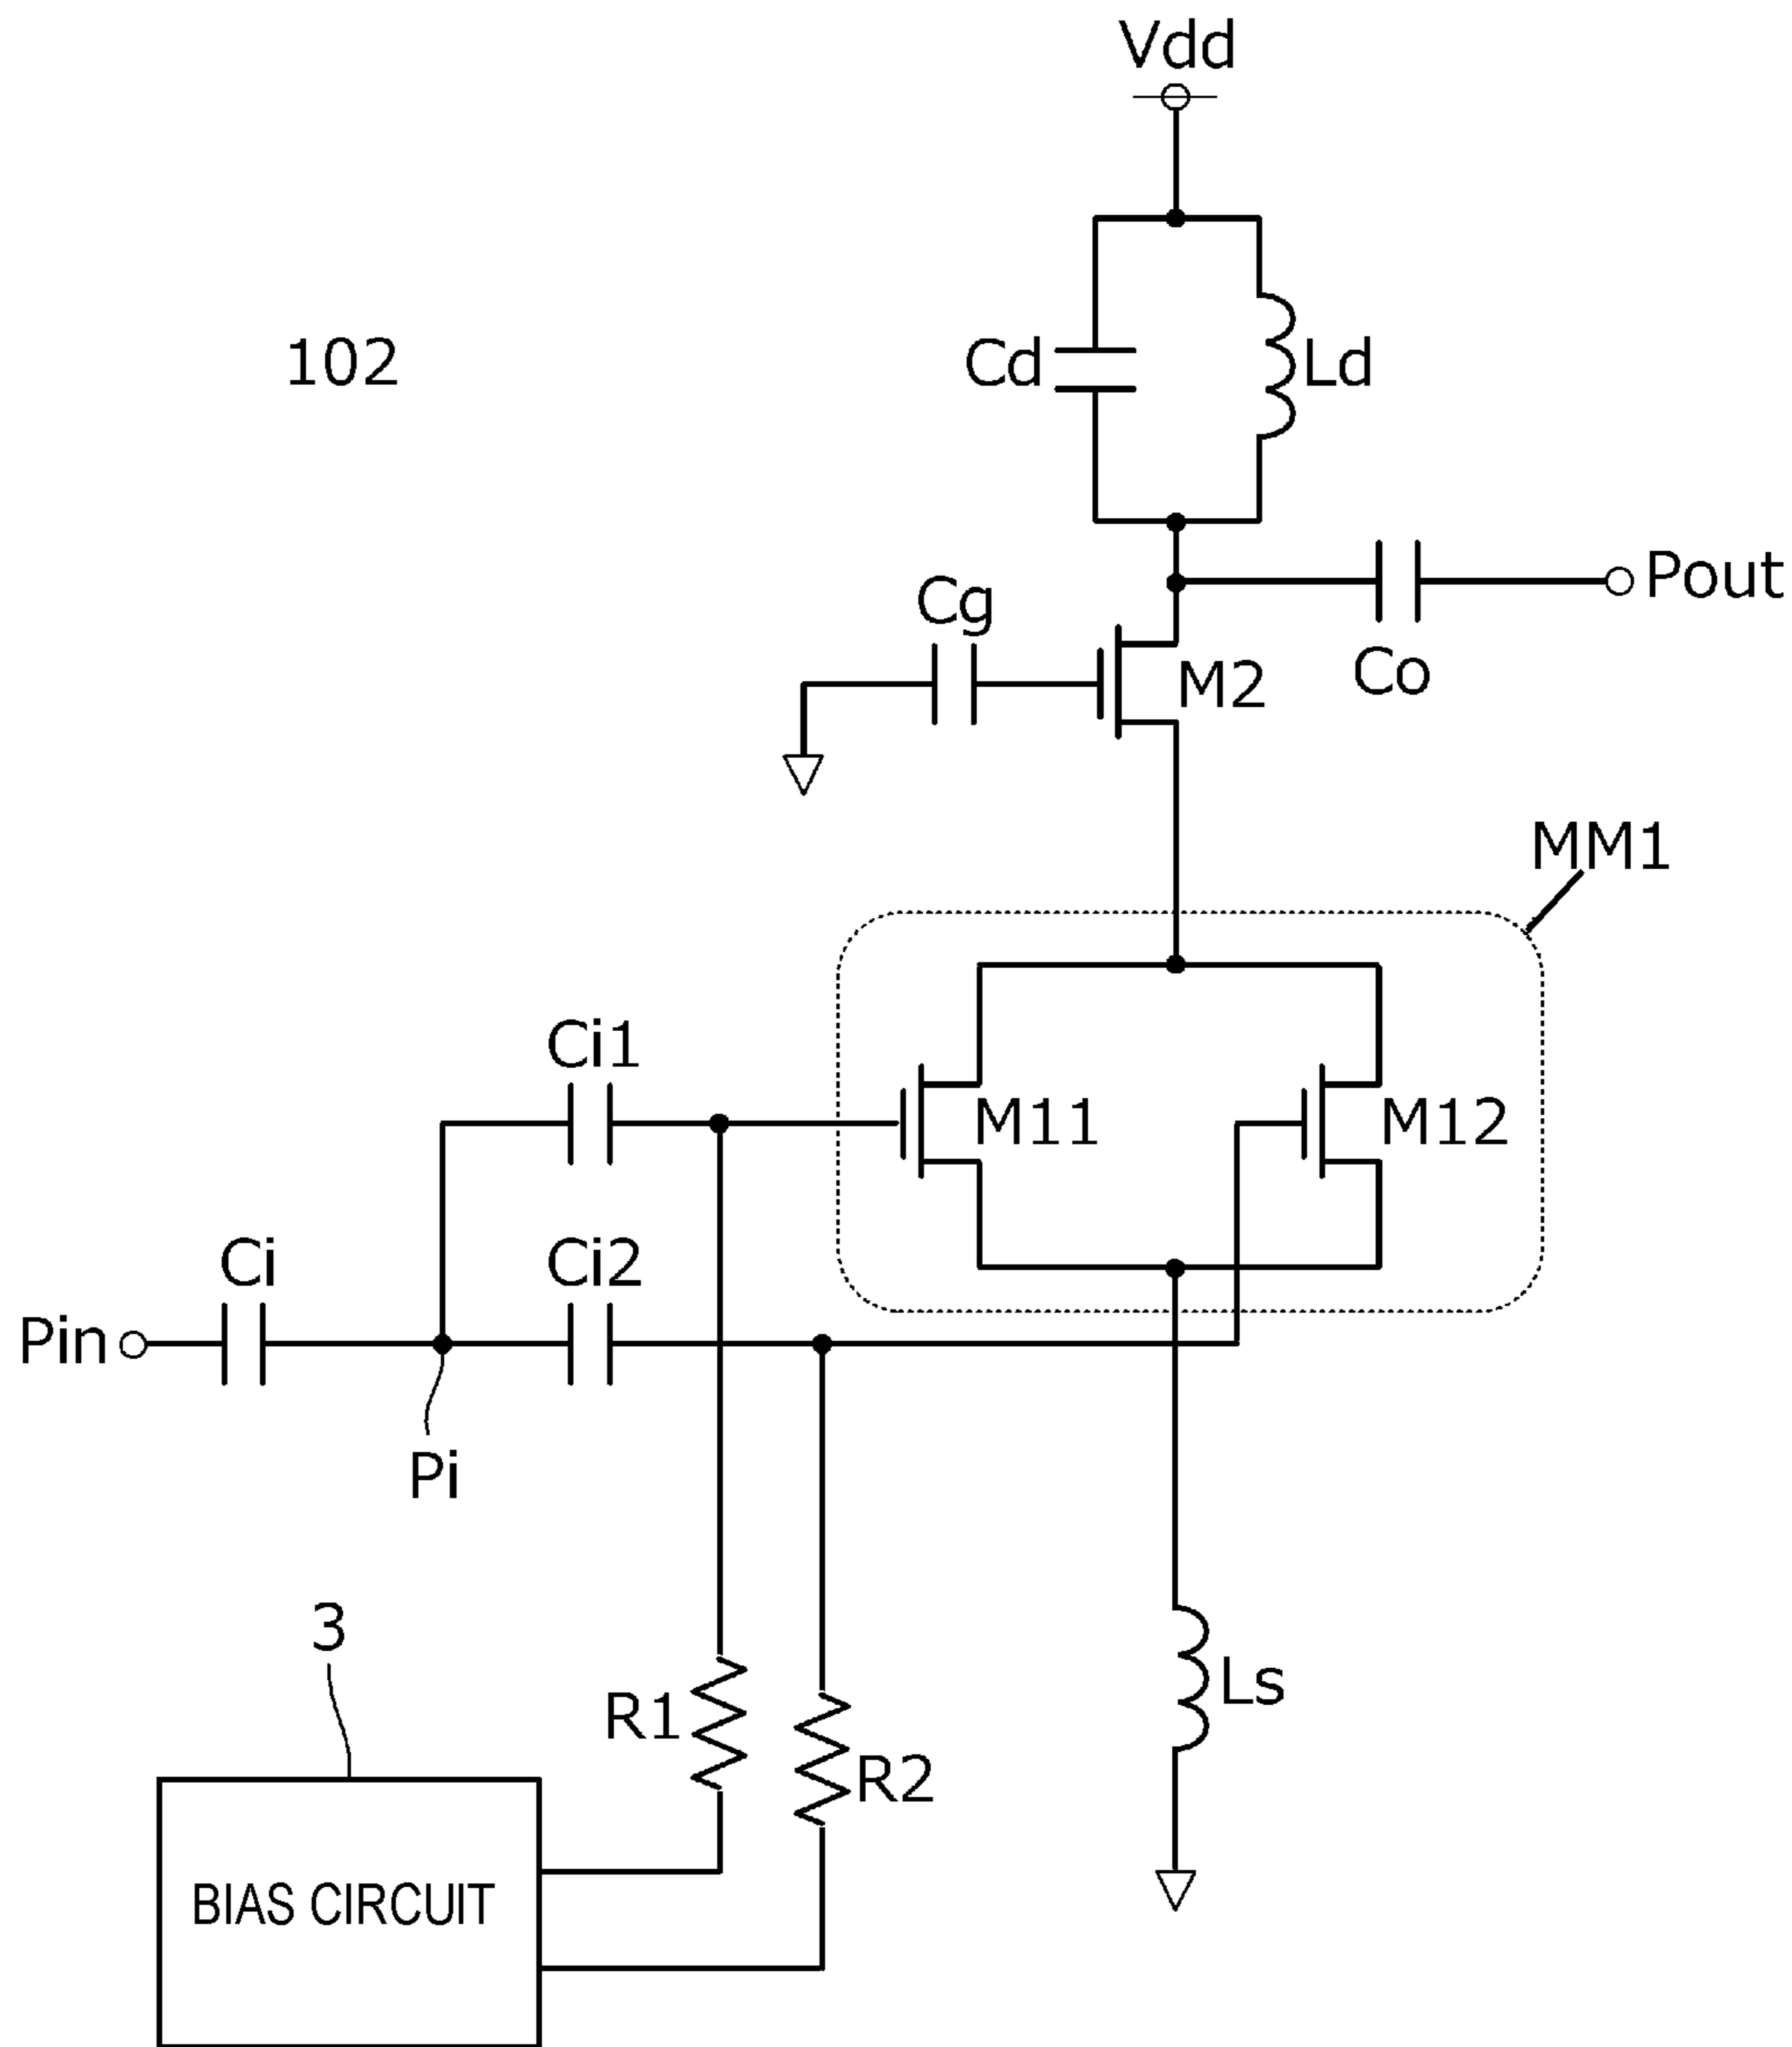 Vdd
102
Cd
Ld
Cg
Pout
Co
M2
MM1
Ci1
M11
M12
Ci
Ci2
Pin
Pi
3
R1
Ls
R2
BIAS CIRCUIT